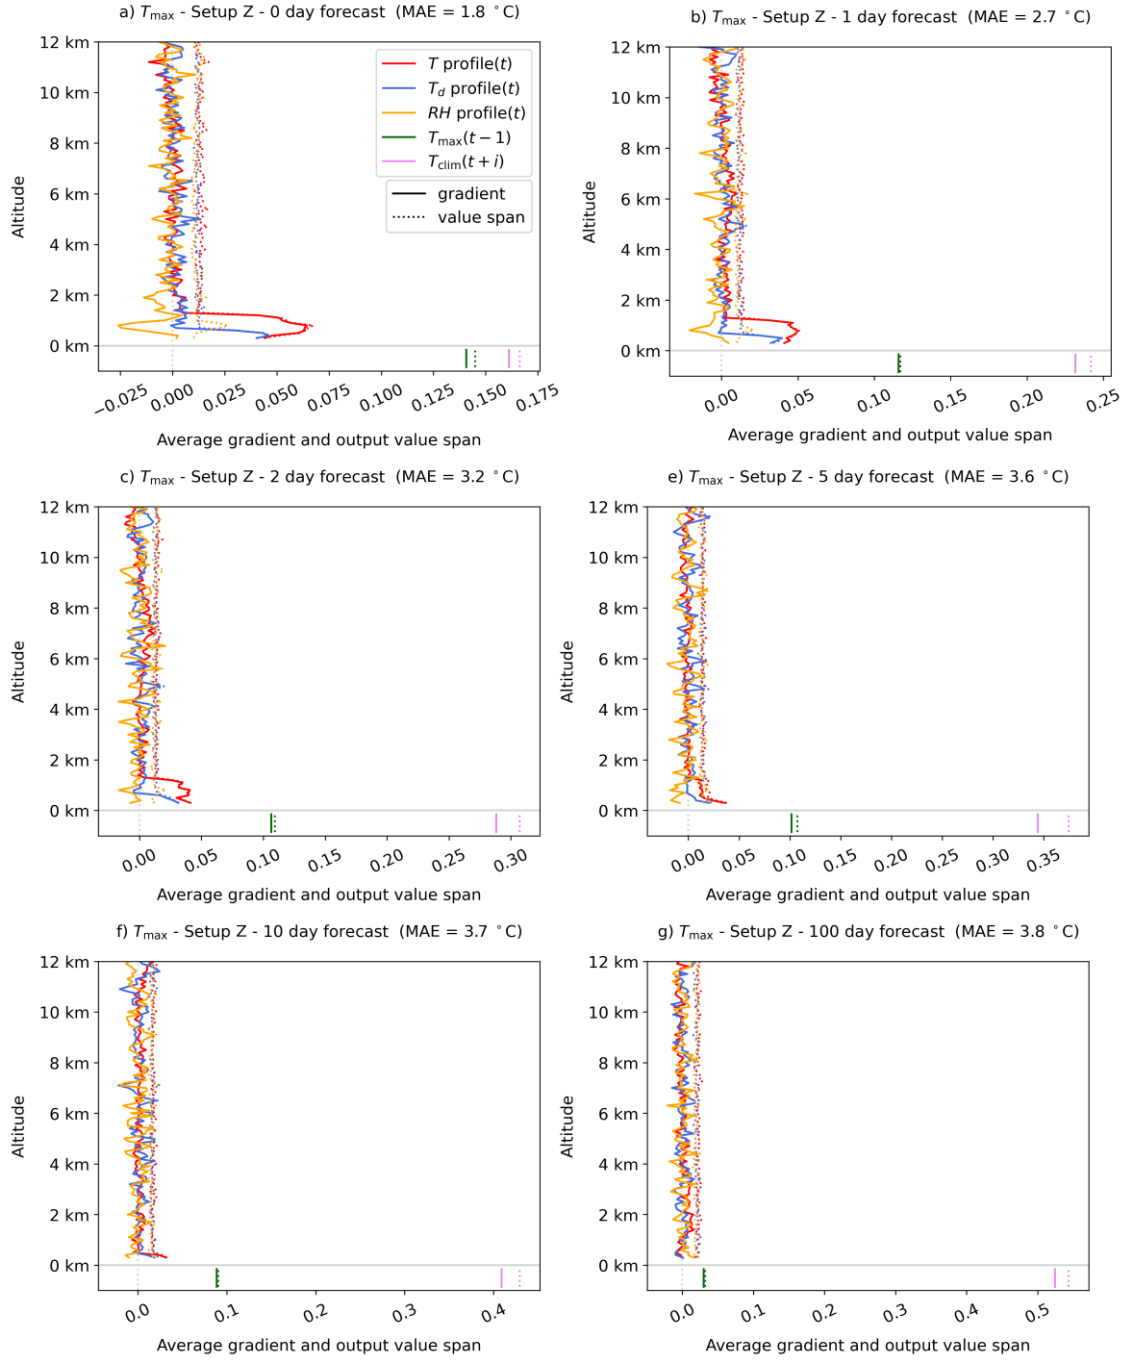 a) Tmax - Setup Z - 0 day forecast (MAE = 1.8 °C)
12 km
10 km
8 km
6 km
4 km
2 km
0 km
Altitude
T profile(t)
Td profile(t)
RH profile(t)
Tmax(t − 1)
Tclim(t + i)
gradient
value span
−0.025
0.000
0.025
0.050
0.075
0.100
0.125
0.150
0.175
Average gradient and output value span
b) Tmax - Setup Z - 1 day forecast (MAE = 2.7 °C)
12 km
10 km
8 km
6 km
4 km
2 km
0 km
Altitude
0.00
0.05
0.10
0.15
0.20
0.25
Average gradient and output value span
c) Tmax - Setup Z - 2 day forecast (MAE = 3.2 °C)
12 km
10 km
8 km
6 km
4 km
2 km
0 km
Altitude
0.00
0.05
0.10
0.15
0.20
0.25
0.30
Average gradient and output value span
e) Tmax - Setup Z - 5 day forecast (MAE = 3.6 °C)
12 km
10 km
8 km
6 km
4 km
2 km
0 km
Altitude
0.00
0.05
0.10
0.15
0.20
0.25
0.30
0.35
Average gradient and output value span
f) Tmax - Setup Z - 10 day forecast (MAE = 3.7 °C)
12 km
10 km
8 km
6 km
4 km
2 km
0 km
Altitude
0.0
0.1
0.2
0.3
0.4
Average gradient and output value span
g) Tmax - Setup Z - 100 day forecast (MAE = 3.8 °C)
12 km
10 km
8 km
6 km
4 km
2 km
0 km
Altitude
0.0
0.1
0.2
0.3
0.4
0.5
Average gradient and output value span